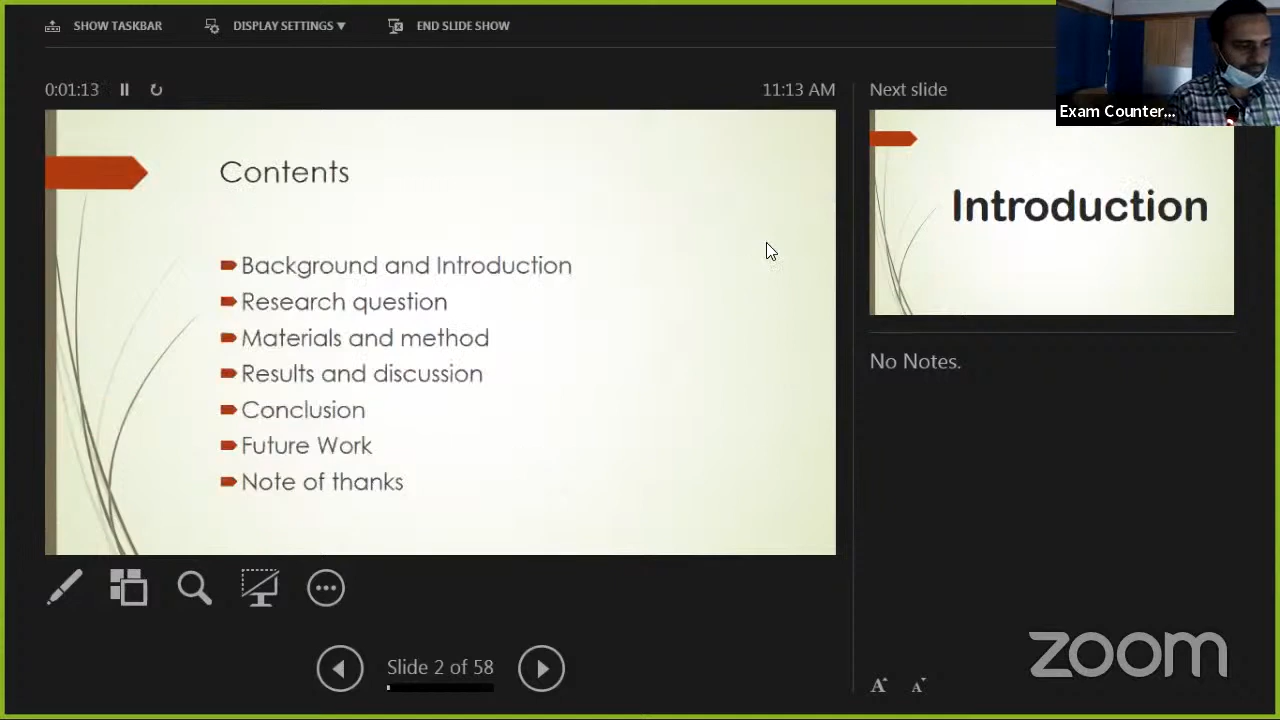 SHOW TASKBAR
DISPLAY SETTINGS ▼
END SLIDE SHOW
0:01:13
11:13 AM
Next slide
Exam Counter...
Contents
Background and Introduction
Research question
Materials and method
Results and discussion
Conclusion
Future Work
Note of thanks
Introduction
No Notes.
Slide 2 of 58
zoom
A A